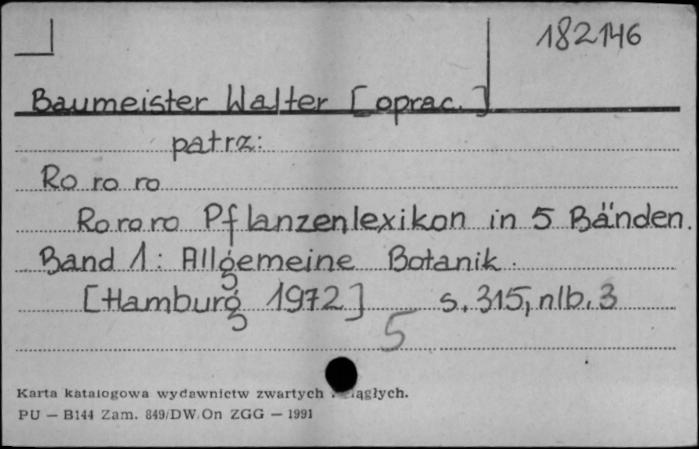 182146
Baumeister Walter [oprac.]
patrz:
Ro ro ro
Ro ro ro Pflanzenlexikon in 5 Bänden.
Band 1: Allgemeine Botanik.
[Hamburg 1972] s. 315, nlb. 3
5
Karta katalogowa wydawnictw zwartych ciągłych.
PU — B144 Zam. 849/DW/On ZGG — 1991